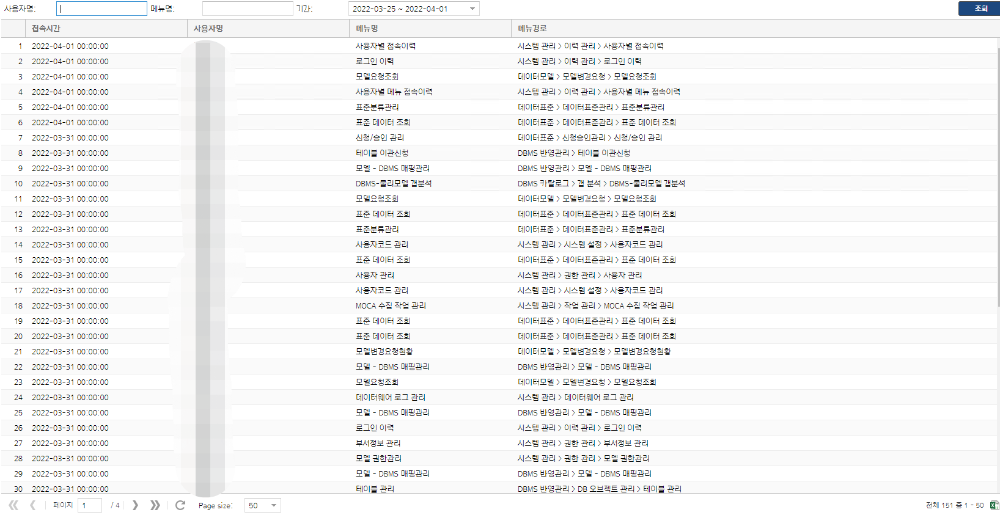 사용자명: 메뉴명: 기간: 2022-03-25 ~ 2022-04-01 조회
접속시간 사용자명 메뉴명 메뉴경로
1 2022-04-01 00:00:00 사용자별 접속이력 시스템 관리 > 이력 관리 > 사용자별 접속이력
2 2022-04-01 00:00:00 로그인 이력 시스템 관리 > 이력 관리 > 로그인 이력
3 2022-04-01 00:00:00 모델요청조회 데이터모델 > 모델변경요청 > 모델요청조회
4 2022-04-01 00:00:00 사용자별 메뉴 접속이력 시스템 관리 > 이력 관리 > 사용자별 메뉴 접속이력
5 2022-04-01 00:00:00 표준분류관리 데이터표준 > 데이터표준관리 > 표준분류관리
6 2022-04-01 00:00:00 표준 데이터 조회 데이터표준 > 데이터표준관리 > 표준 데이터 조회
7 2022-03-31 00:00:00 신청/승인 관리 데이터표준 > 신청승인관리 > 신청/승인 관리
8 2022-03-31 00:00:00 테이블 이관신청 DBMS 반영관리 > 테이블 이관신청
9 2022-03-31 00:00:00 모델 - DBMS 매핑관리 DBMS 반영관리 > 모델 - DBMS 매핑관리
10 2022-03-31 00:00:00 DBMS-물리모델 갭분석 DBMS 카탈로그 > 갭 분석 > DBMS-물리모델 갭분석
11 2022-03-31 00:00:00 모델요청조회 데이터모델 > 모델변경요청 > 모델요청조회
12 2022-03-31 00:00:00 표준 데이터 조회 데이터표준 > 데이터표준관리 > 표준 데이터 조회
13 2022-03-31 00:00:00 표준분류관리 데이터표준 > 데이터표준관리 > 표준분류관리
14 2022-03-31 00:00:00 사용자코드 관리 시스템 관리 > 시스템 설정 > 사용자코드 관리
15 2022-03-31 00:00:00 표준 데이터 조회 데이터표준 > 데이터표준관리 > 표준 데이터 조회
16 2022-03-31 00:00:00 사용자 관리 시스템 관리 > 권한 관리 > 사용자 관리
17 2022-03-31 00:00:00 사용자코드 관리 시스템 관리 > 시스템 설정 > 사용자코드 관리
18 2022-03-31 00:00:00 MOCA 수집 작업 관리 시스템 관리 > 작업 관리 > MOCA 수집 작업 관리
19 2022-03-31 00:00:00 표준 데이터 조회 데이터표준 > 데이터표준관리 > 표준 데이터 조회
20 2022-03-31 00:00:00 표준 데이터 조회 데이터표준 > 데이터표준관리 > 표준 데이터 조회
21 2022-03-31 00:00:00 모델변경요청현황 데이터모델 > 모델변경요청 > 모델변경요청현황
22 2022-03-31 00:00:00 모델 - DBMS 매핑관리 DBMS 반영관리 > 모델 - DBMS 매핑관리
23 2022-03-31 00:00:00 모델요청조회 데이터모델 > 모델변경요청 > 모델요청조회
24 2022-03-31 00:00:00 데이터웨어 로그 관리 시스템 관리 > 데이터웨어 로그 관리
25 2022-03-31 00:00:00 모델 - DBMS 매핑관리 DBMS 반영관리 > 모델 - DBMS 매핑관리
26 2022-03-31 00:00:00 로그인 이력 시스템 관리 > 이력 관리 > 로그인 이력
27 2022-03-31 00:00:00 부서정보 관리 시스템 관리 > 권한 관리 > 부서정보 관리
28 2022-03-31 00:00:00 모델 권한관리 시스템 관리 > 권한 관리 > 모델 권한관리
29 2022-03-31 00:00:00 모델 - DBMS 매핑관리 DBMS 반영관리 > 모델 - DBMS 매핑관리
30 2022-03-31 00:00:00 테이블 관리 DBMS 반영관리 > DB 오브젝트 관리 > 테이블 관리
페이지 1 / 4 Page size: 50 전체 151 중 1 - 50